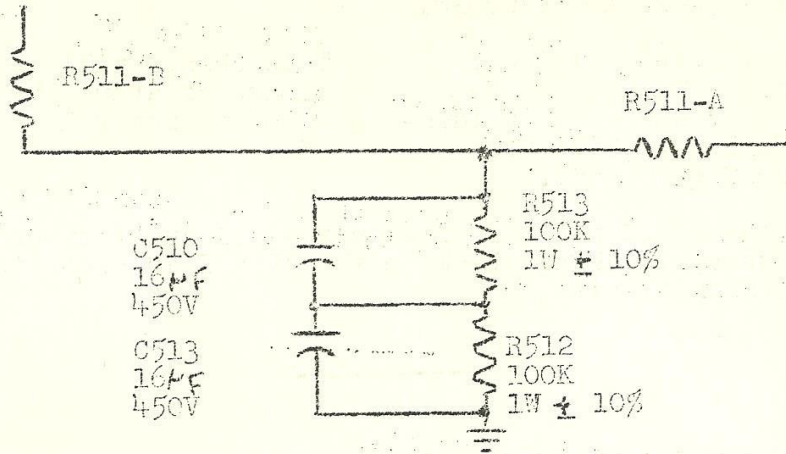 R511-B
R511-A
R513
100K
1W ± 10%
C510
16μF
450V
C513
16μF
450V
R512
100K
1W ± 10%